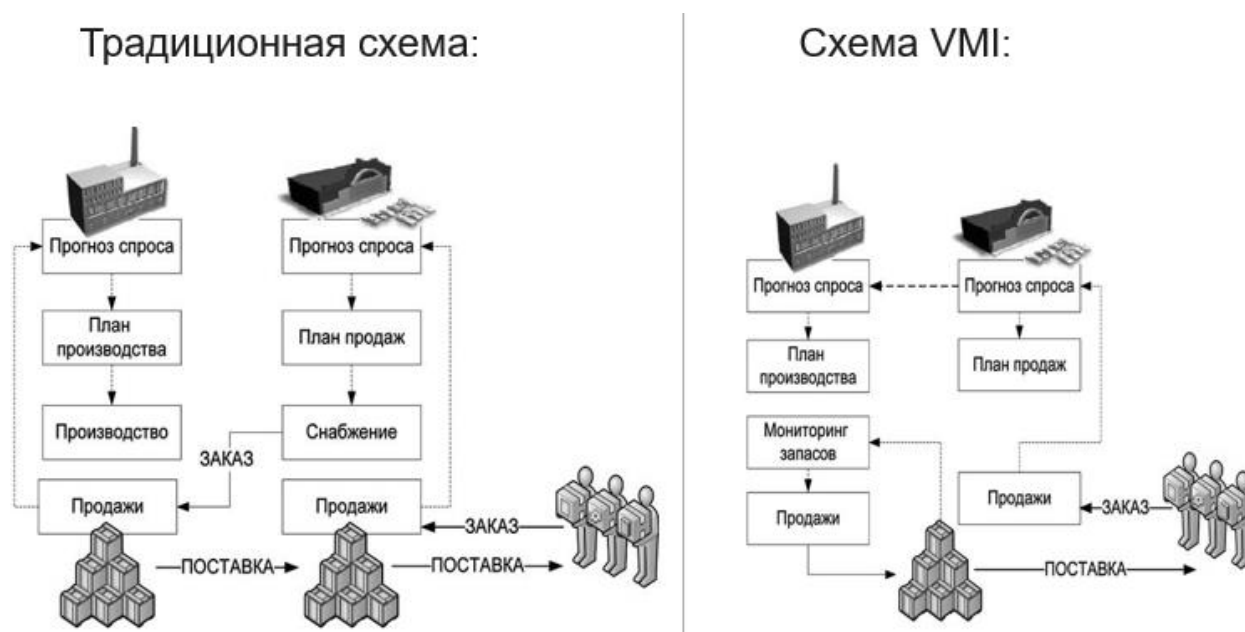 Традиционная схема:
Прогноз спроса
План
производства
Производство
Продажи
Прогноз спроса
План продаж
Снабжение
Продажи
ЗАКАЗ
ЗАКАЗ
ПОСТАВКА
ПОСТАВКА
Схема VMI:
Прогноз спроса
План
производства
Мониторинг
запасов
Продажи
Прогноз спроса
План продаж
Продажи
ЗАКАЗ
ПОСТАВКА